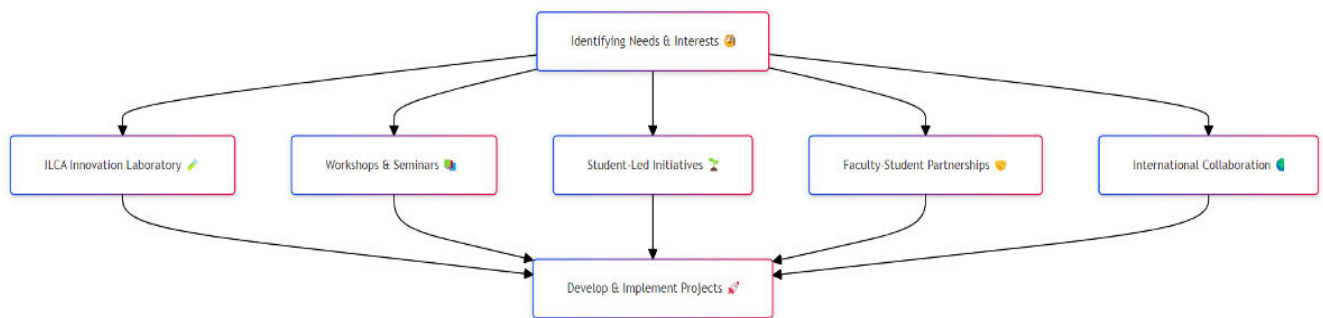 Identifying Needs & Interests 🧐
ILCA Innovation Laboratory 🧪
Workshops & Seminars 📚
Student-Led Initiatives 🌱
Faculty-Student Partnerships 🤝
International Collaboration 🌍
Develop & Implement Projects 🚀